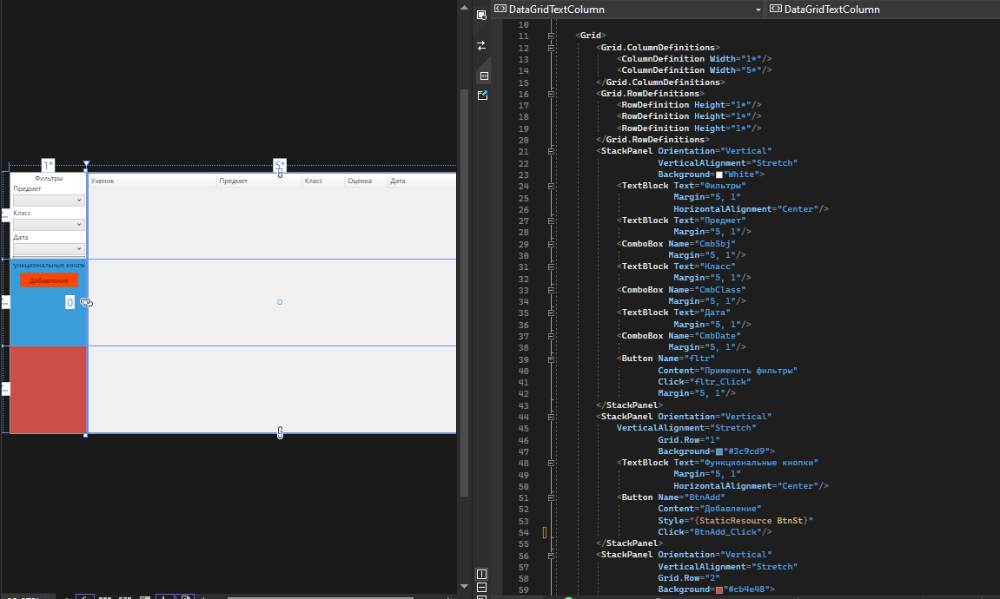 DataGridTextColumn
DataGridTextColumn
1*
5*
Фильтры
Предмет
Класс
Дата
ункциональные кнопк
Добавление
0
Ученик
Предмет
Класс
Оценка
Дата
10
11 <Grid>
12 <Grid.ColumnDefinitions>
13 <ColumnDefinition Width="1*"/>
14 <ColumnDefinition Width="5*"/>
15 </Grid.ColumnDefinitions>
16 <Grid.RowDefinitions>
17 <RowDefinition Height="1*"/>
18 <RowDefinition Height="1*"/>
19 <RowDefinition Height="1*"/>
20 </Grid.RowDefinitions>
21 <StackPanel Orientation="Vertical"
22 VerticalAlignment="Stretch"
23 Background="White">
24 <TextBlock Text="Фильтры"
25 Margin="5, 1"
26 HorizontalAlignment="Center"/>
27 <TextBlock Text="Предмет"
28 Margin="5, 1"/>
29 <ComboBox Name="CmbSbj"
30 Margin="5, 1"/>
31 <TextBlock Text="Класс"
32 Margin="5, 1"/>
33 <ComboBox Name="CmbClass"
34 Margin="5, 1"/>
35 <TextBlock Text="Дата"
36 Margin="5, 1"/>
37 <ComboBox Name="CmbDate"
38 Margin="5, 1"/>
39 <Button Name="fltr"
40 Content="Применить фильтры"
41 Click="fltr_Click"
42 Margin="5, 1"/>
43 </StackPanel>
44 <StackPanel Orientation="Vertical"
45 VerticalAlignment="Stretch"
46 Grid.Row="1"
47 Background="#3c9cd9">
48 <TextBlock Text="Функциональные кнопки"
49 Margin="5, 1"
50 HorizontalAlignment="Center"/>
51 <Button Name="BtnAdd"
52 Content="Добавление"
53 Style="{StaticResource BtnSt}"
54 Click="BtnAdd_Click"/>
55 </StackPanel>
56 <StackPanel Orientation="Vertical"
57 VerticalAlignment="Stretch"
58 Grid.Row="2"
59 Background="#cb4e48">